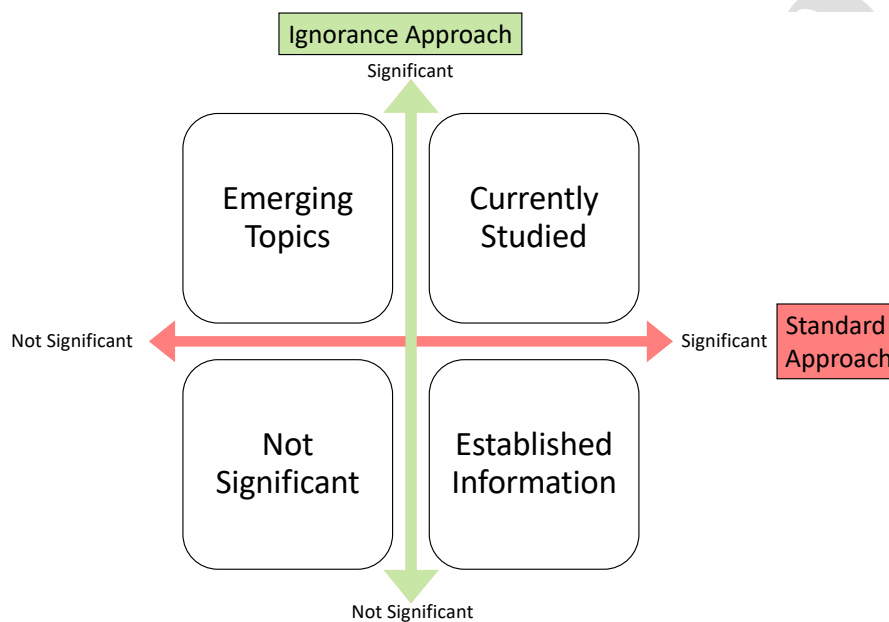 Ignorance Approach
Significant
Emerging
Topics
Currently
Studied
Not Significant
Significant
Standard
Approach
Not
Significant
Established
Information
Not Significant